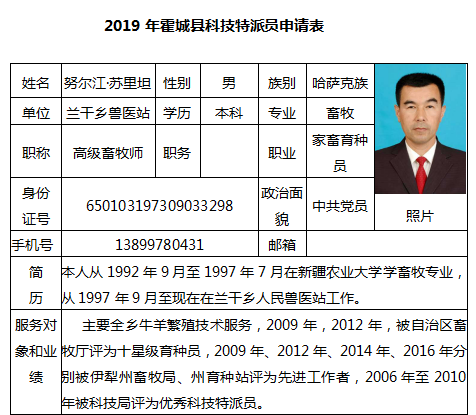 2019 年霍城县科技特派员申请表
姓名 努尔江·苏里坦 性别 男 族别 哈萨克族
单位 兰干乡兽医站 学历 本科 专业 畜牧
职称 高级畜牧师 职务 职业 家畜育种员
身份证号 650103197309033298 政治面貌 中共党员
照片
手机号 13899780431 邮箱
简历
本人从 1992 年 9 月至 1997 年 7 月在新疆农业大学学畜牧专业，
从 1997 年 9 月至现在在兰干乡人民兽医站工作。
服务对象和业绩
主要全乡牛羊繁殖技术服务，2009 年，2012 年，被自治区畜
牧厅评为十星级育种员，2009 年、2012 年、2014 年、2016 年分
别被伊犁州畜牧局、州育种站评为先进工作者，2006 年至 2010
年被科技局评为优秀科技特派员。